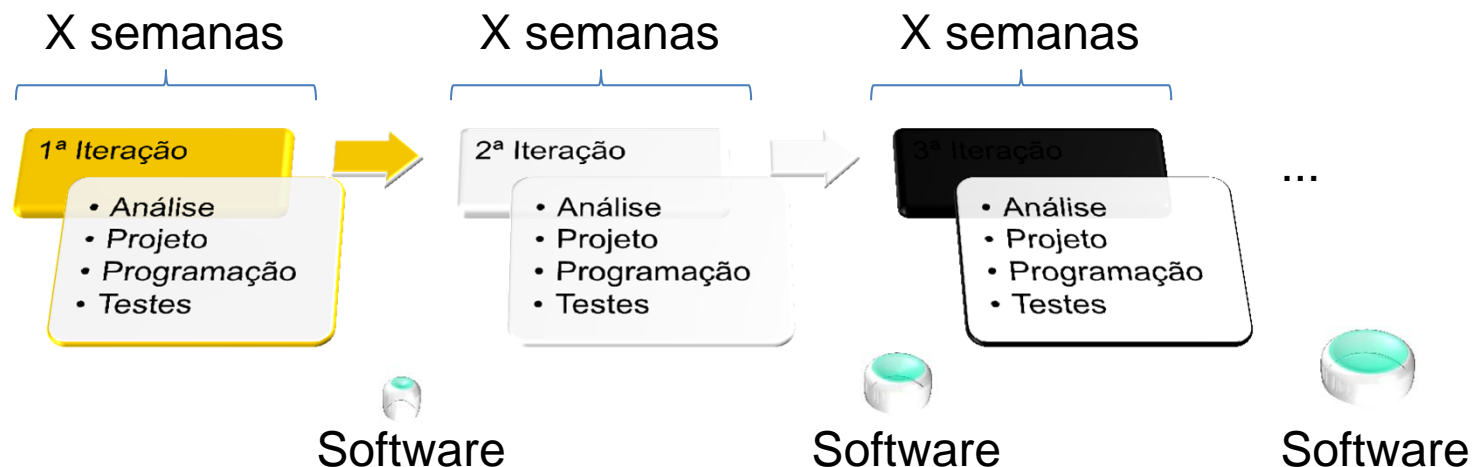 X semanas
X semanas
X semanas
1ª Iteração
• Análise
• Projeto
• Programação
• Testes
2ª Iteração
• Análise
• Projeto
• Programação
• Testes
3ª Iteração
• Análise
• Projeto
• Programação
• Testes
...
Software
Software
Software